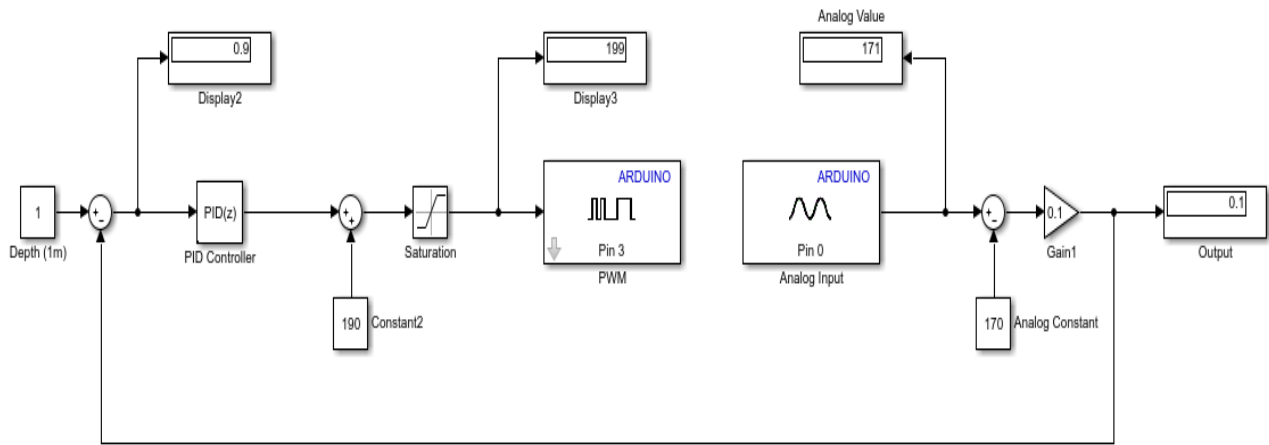 Analog Value
0.9
199
171
Display2
Display3
ARDUINO
ARDUINO
1
+
-
PID(z)
+
+
+
-
0.1
0.1
Depth (1m)
PID Controller
Saturation
Pin 3
Pin 0
Gain1
Output
PWM
Analog Input
190
Constant2
170
Analog Constant